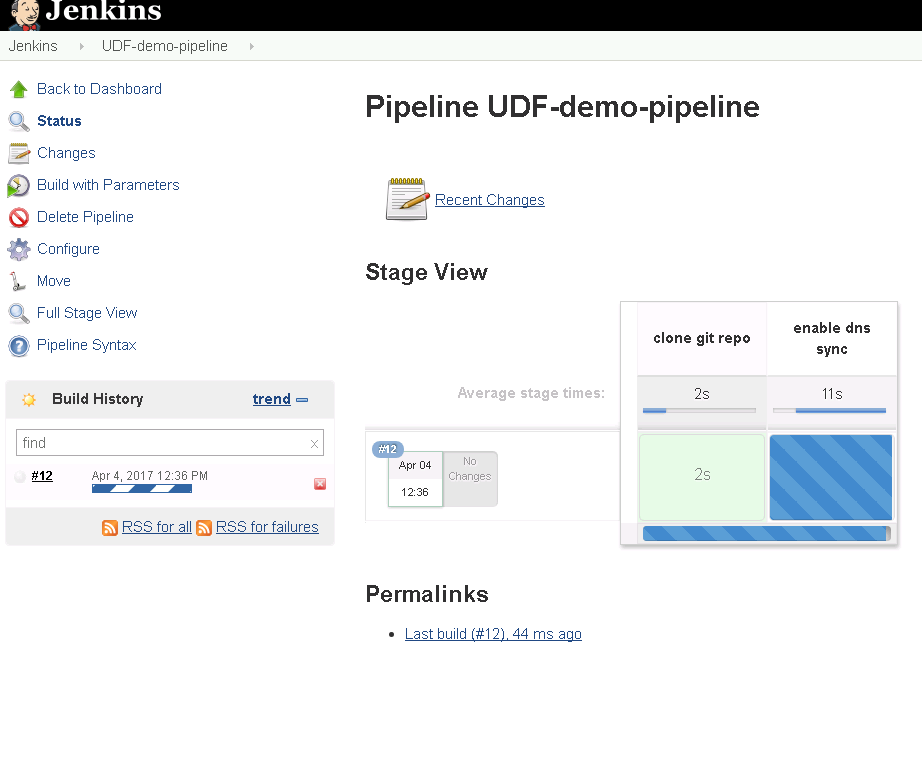 Jenkins
Jenkins
UDF-demo-pipeline
Back to Dashboard
Status
Changes
Build with Parameters
Delete Pipeline
Configure
Move
Full Stage View
Pipeline Syntax
Build History
trend
find
x
#12
Apr 4, 2017 12:36 PM
RSS for all
RSS for failures
Pipeline UDF-demo-pipeline
Recent Changes
Stage View
clone git repo
enable dns
sync
Average stage times:
2s
11s
#12
Apr 04
12:36
No
Changes
2s
Permalinks
Last build (#12), 44 ms ago